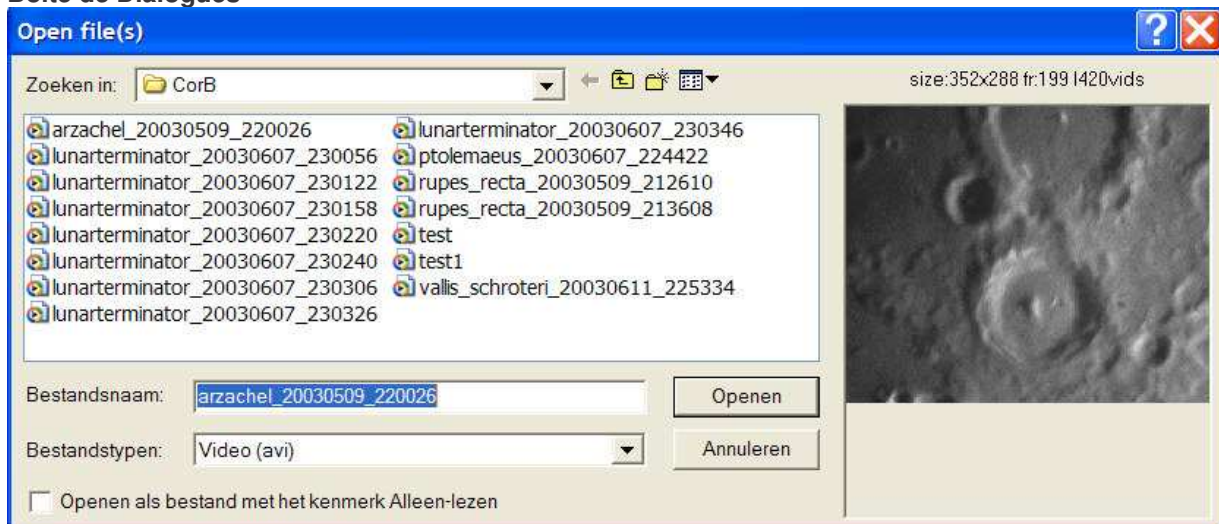 Boîte de Dialogues
Open file(s)
Zoeken in: CorB
size:352x288 fr:199 I420vids
arzachel_20030509_220026
lunarterminator_20030607_230056
lunarterminator_20030607_230122
lunarterminator_20030607_230158
lunarterminator_20030607_230220
lunarterminator_20030607_230240
lunarterminator_20030607_230306
lunarterminator_20030607_230326
lunarterminator_20030607_230346
ptolemaeus_20030607_224422
rupes_recta_20030509_212610
rupes_recta_20030509_213608
test
test1
vallis_schroteri_20030611_225334
Bestandsnaam: arzachel_20030509_220026
Openen
Bestandstypen: Video (avi)
Annuleren
Openen als bestand met het kenmerk Alleen-lezen